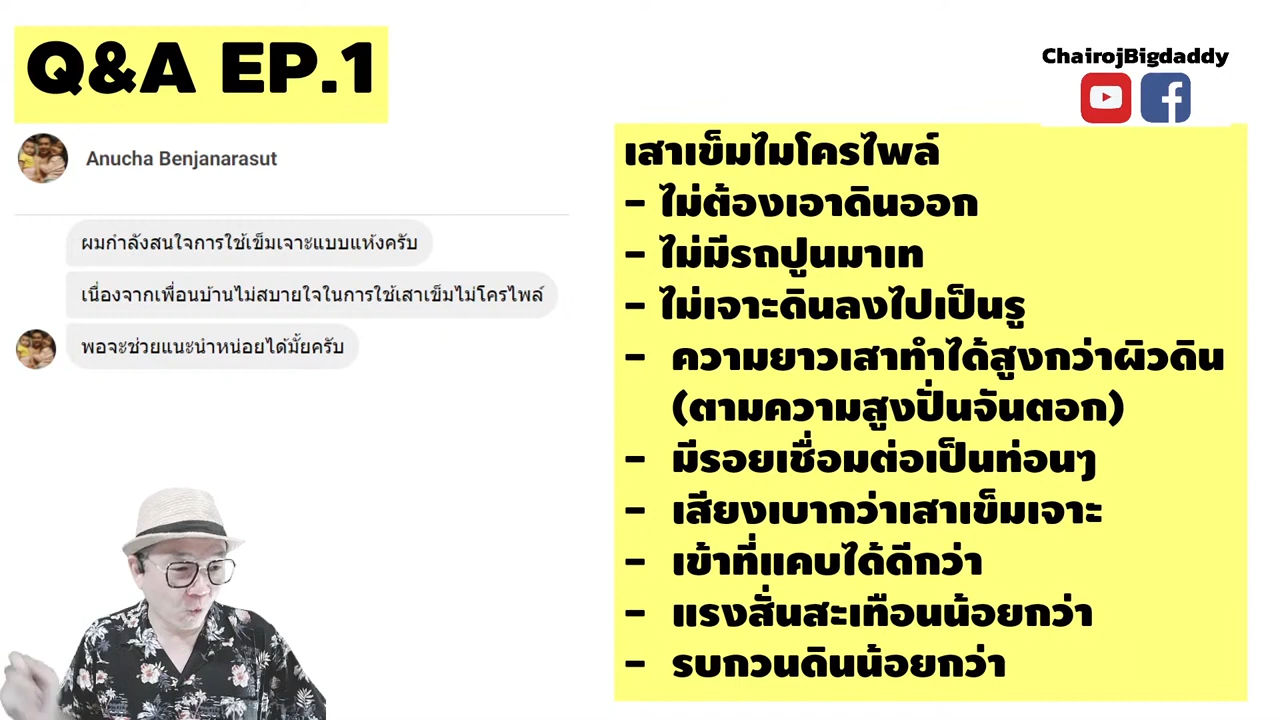 Q&A EP.1
ChairojBigdaddy
Anucha Benjanarasut
ผมกำลังสนใจการใช้เข็มเจาะแบบแห้งครับ
เนื่องจากเพื่อนบ้านไม่สบายใจในการใช้เสาเข็มไม่โครไพล์
พอจะช่วยแนะนำหน่อยได้มั้ยครับ
เสาเข็มไมโครไพล์
- ไม่ต้องเอาดินออก
- ไม่มีรถปูนมาเท
- ไม่เจาะดินลงไปเป็นรู
- ความยาวเสาทำได้สูงกว่าผิวดิน
(ตามความสูงปั่นจันตอก)
- มีรอยเชื่อมต่อเป็นท่อนๆ
- เสียงเบากว่าเสาเข็มเจาะ
- เข้าที่แคบได้ดีกว่า
- แรงสั่นสะเทือนน้อยกว่า
- รบกวนดินน้อยกว่า